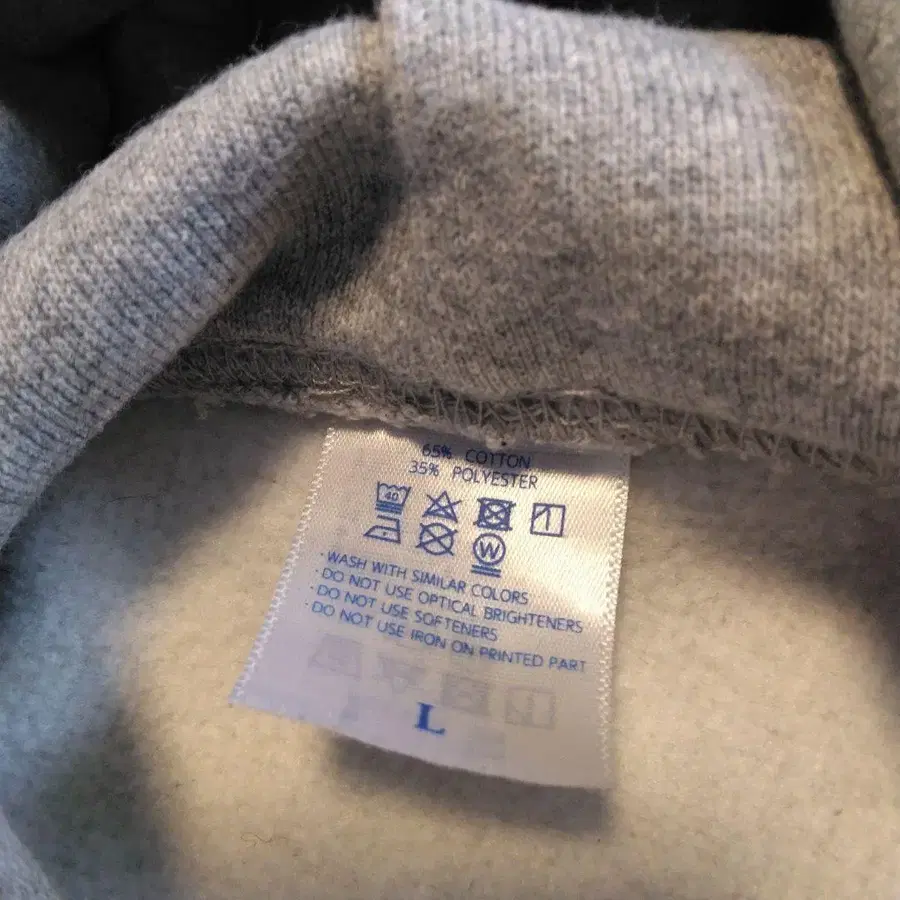 65% COTTON
35% POLYESTER
40
W
· WASH WITH SIMILAR COLORS
· DO NOT USE OPTICAL BRIGHTENERS
· DO NOT USE SOFTENERS
· DO NOT USE IRON ON PRINTED PART
L